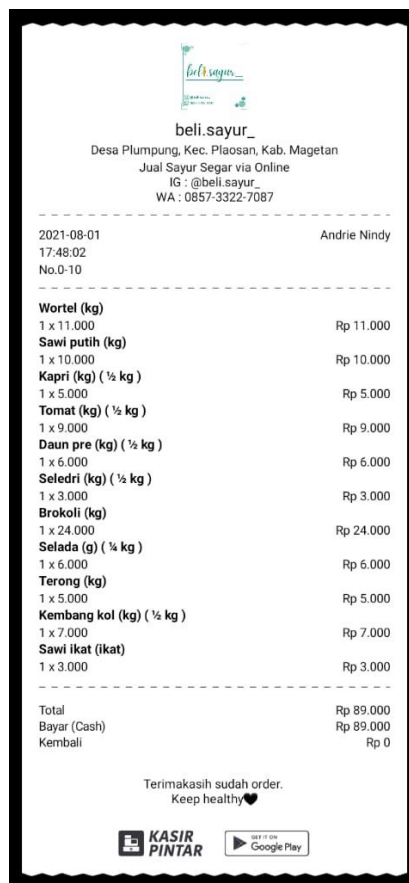 beli.sayur_
beli.sayur_
Desa Plumpung, Kec. Plaosan, Kab. Magetan
Jual Sayur Segar via Online
IG : @beli.sayur_
WA : 0857-3322-7087
2021-08-01 Andrie Nindy
17:48:02
No.0-10
Wortel (kg)
1 x 11.000 Rp 11.000
Sawi putih (kg)
1 x 10.000 Rp 10.000
Kapri (kg) ( ½ kg )
1 x 5.000 Rp 5.000
Tomat (kg) ( ½ kg )
1 x 9.000 Rp 9.000
Daun pre (kg) ( ½ kg )
1 x 6.000 Rp 6.000
Seledri (kg) ( ½ kg )
1 x 3.000 Rp 3.000
Brokoli (kg)
1 x 24.000 Rp 24.000
Selada (g) ( ¼ kg )
1 x 6.000 Rp 6.000
Terong (kg)
1 x 5.000 Rp 5.000
Kembang kol (kg) ( ½ kg )
1 x 7.000 Rp 7.000
Sawi ikat (ikat)
1 x 3.000 Rp 3.000
Total Rp 89.000
Bayar (Cash) Rp 89.000
Kembali Rp 0
Terimakasih sudah order.
Keep healthy🖤
KASIR
PINTAR
GET IT ON
Google Play